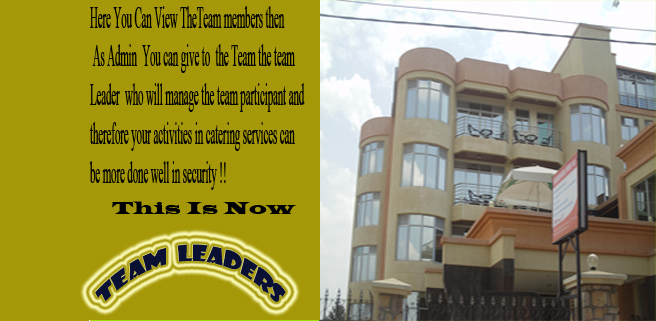 Here You Can View TheTeam members then
As Admin You can give to the Team the team
Leader who will manage the team participant and
therefore your activities in catering services can
be more done well in security !!
This Is Now
TEAM LEADERS